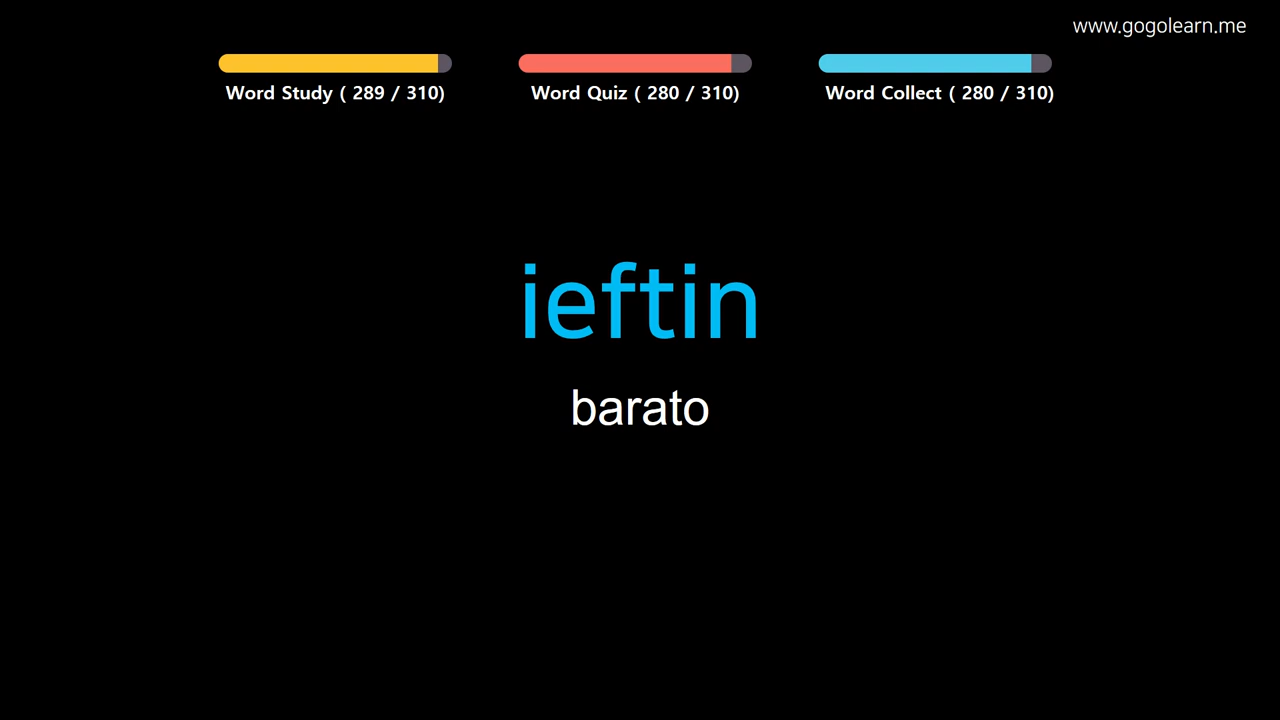 www.gogolearn.me
Word Study ( 289 / 310)
Word Quiz ( 280 / 310)
Word Collect ( 280 / 310)
ieftin
barato